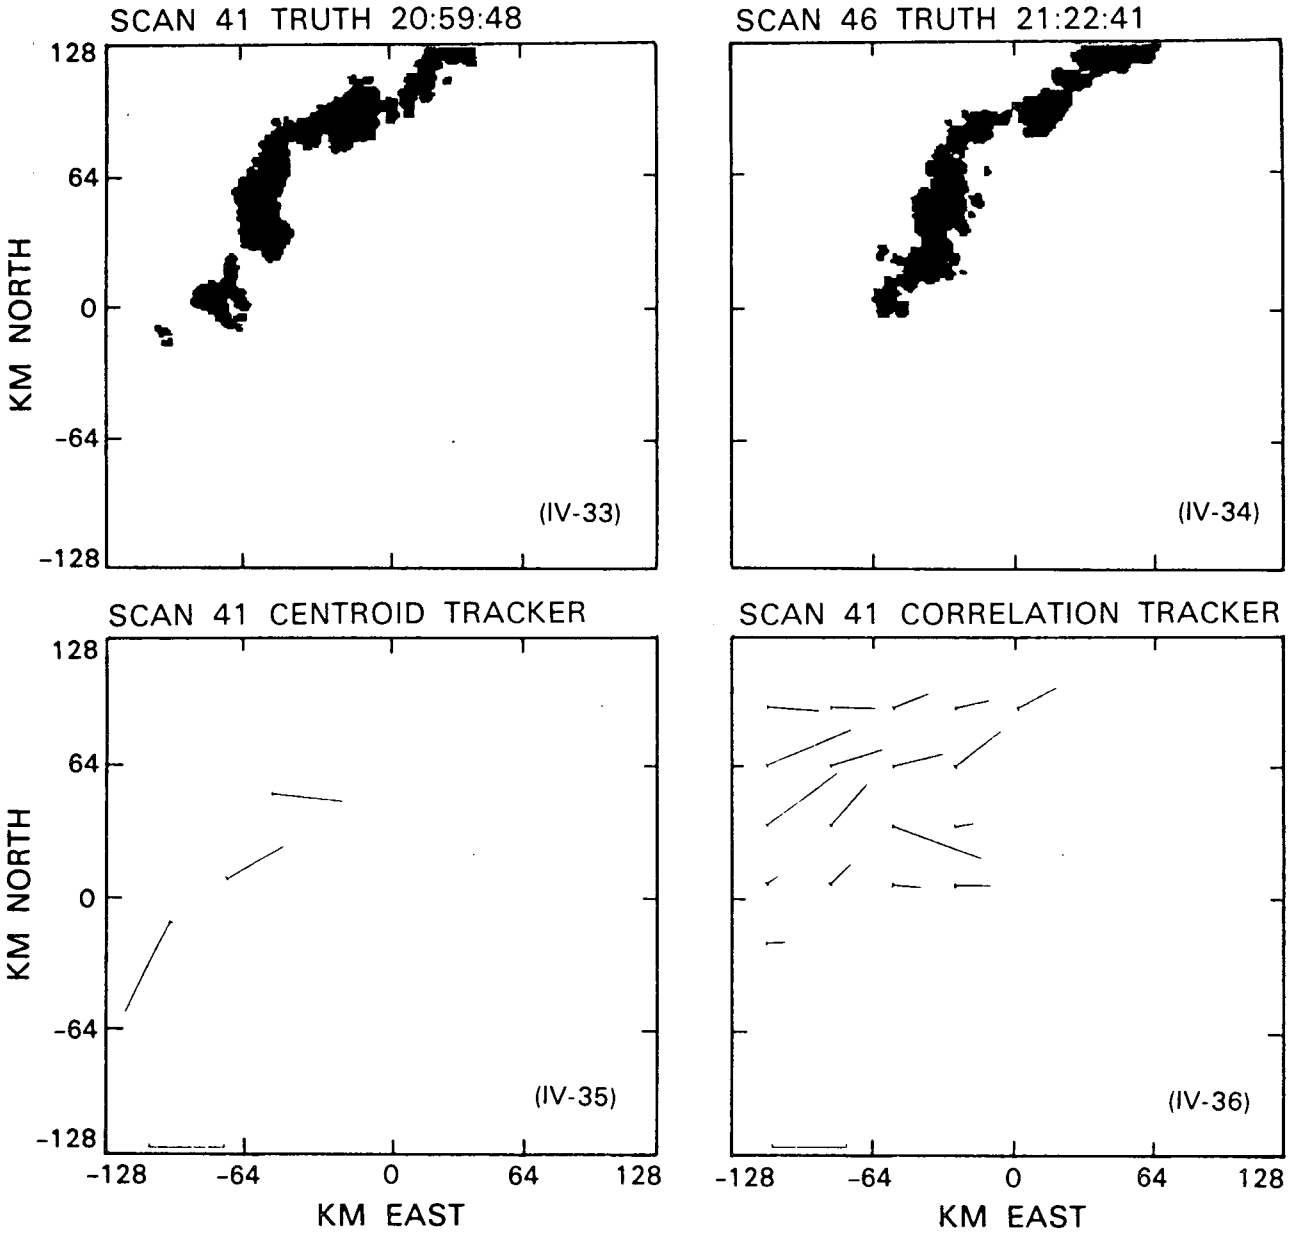 SCAN 41 TRUTH 20:59:48
SCAN 46 TRUTH 21:22:41
128
64
0
-64
-128
KM NORTH
(IV-33)
(IV-34)
SCAN 41 CENTROID TRACKER
SCAN 41 CORRELATION TRACKER
128
64
0
-64
-128
KM NORTH
(IV-35)
(IV-36)
-128
-64
0
64
128
-128
-64
0
64
128
KM EAST
KM EAST